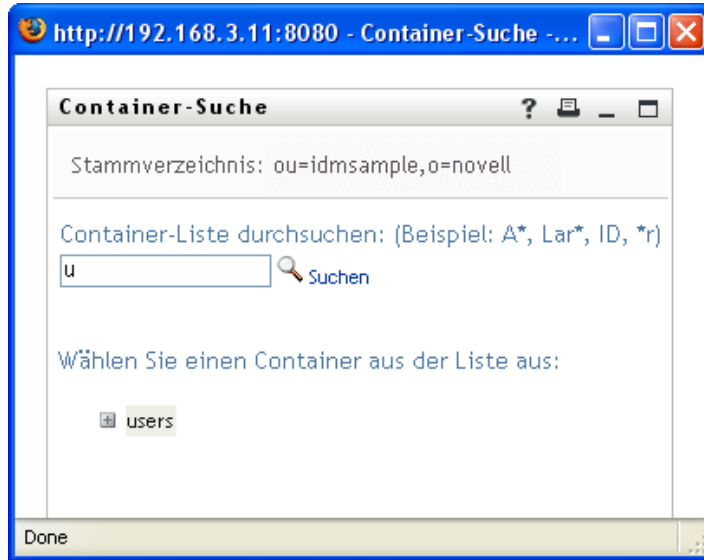 http://192.168.3.11:8080 - Container-Suche -...
Container-Suche
Stammverzeichnis: ou=idmsample,o=novell
Container-Liste durchsuchen: (Beispiel: A*, Lar*, ID, *r)
u Suchen
Wählen Sie einen Container aus der Liste aus:
users
Done